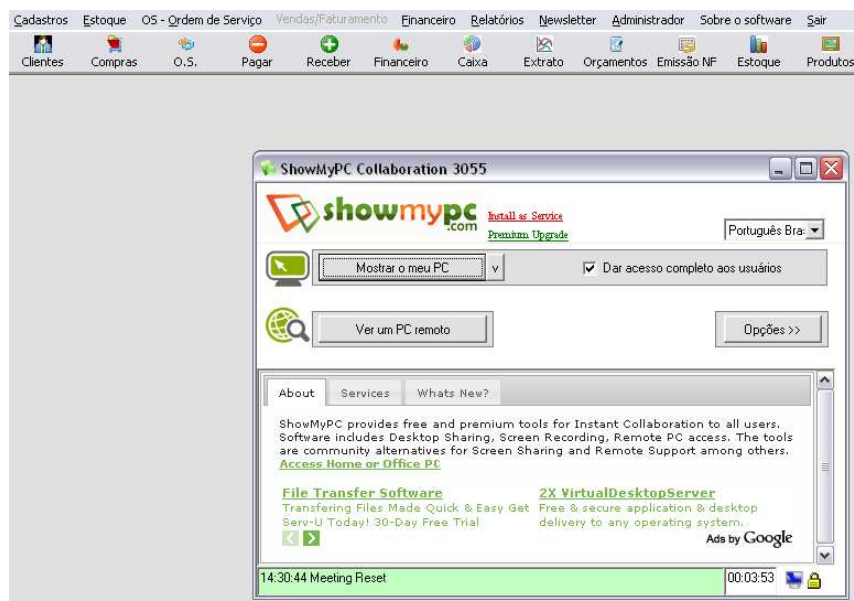 Cadastros Estoque OS - Ordem de Serviço Vendas/Faturamento Financeiro Relatórios Newsletter Administrador Sobre o software Sair
Clientes Compras O.S. Pagar Receber Financeiro Caixa Extrato Orçamentos Emissão NF Estoque Produtos
ShowMyPC Collaboration 3055
showmypc .com
Install as Service
Premium Upgrade
Português Bra:
Mostrar o meu PC v Dar acesso completo aos usuários
Ver um PC remoto Opções >>
About Services Whats New?
ShowMyPC provides free and premium tools for Instant Collaboration to all users.
Software includes Desktop Sharing, Screen Recording, Remote PC access. The tools
are community alternatives for Screen Sharing and Remote Support among others.
Access Home or Office PC
File Transfer Software 2X VirtualDesktopServer
Transfering Files Made Quick & Easy Get Free & secure application & desktop
Serv-U Today! 30-Day Free Trial delivery to any operating system.
Ads by Google
14:30:44 Meeting Reset 00:03:53